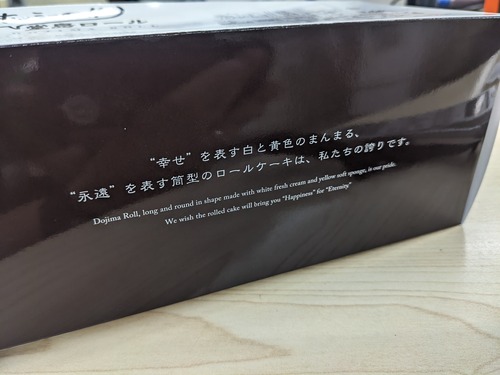 “幸せ”を表す白と黄色のまんまる、
“永遠”を表す筒型のロールケーキは、私たちの誇りです。
Dojima Roll, long and round in shape made with white fresh cream and yellow soft sponge, is our pride.
We wish the rolled cake will bring you “Happiness” for “Eternity.”